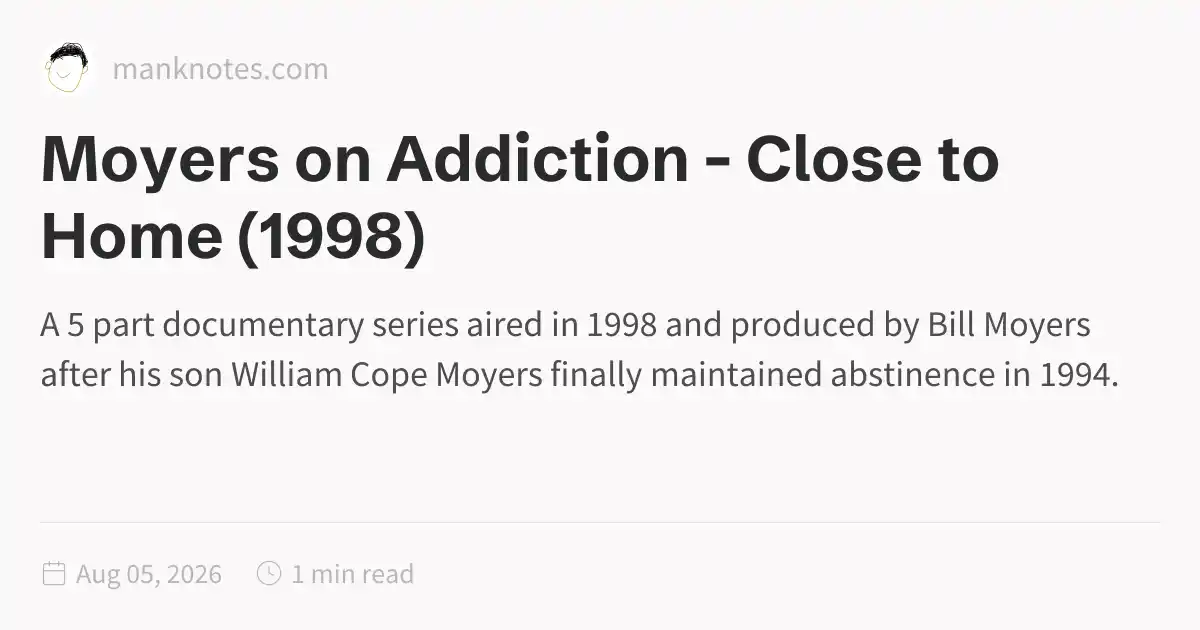 manknotes.com
Moyers on Addiction - Close to
Home (1998)
A 5 part documentary series aired in 1998 and produced by Bill Moyers
after his son William Cope Moyers finally maintained abstinence in 1994.
Aug 05, 2026 1 min read